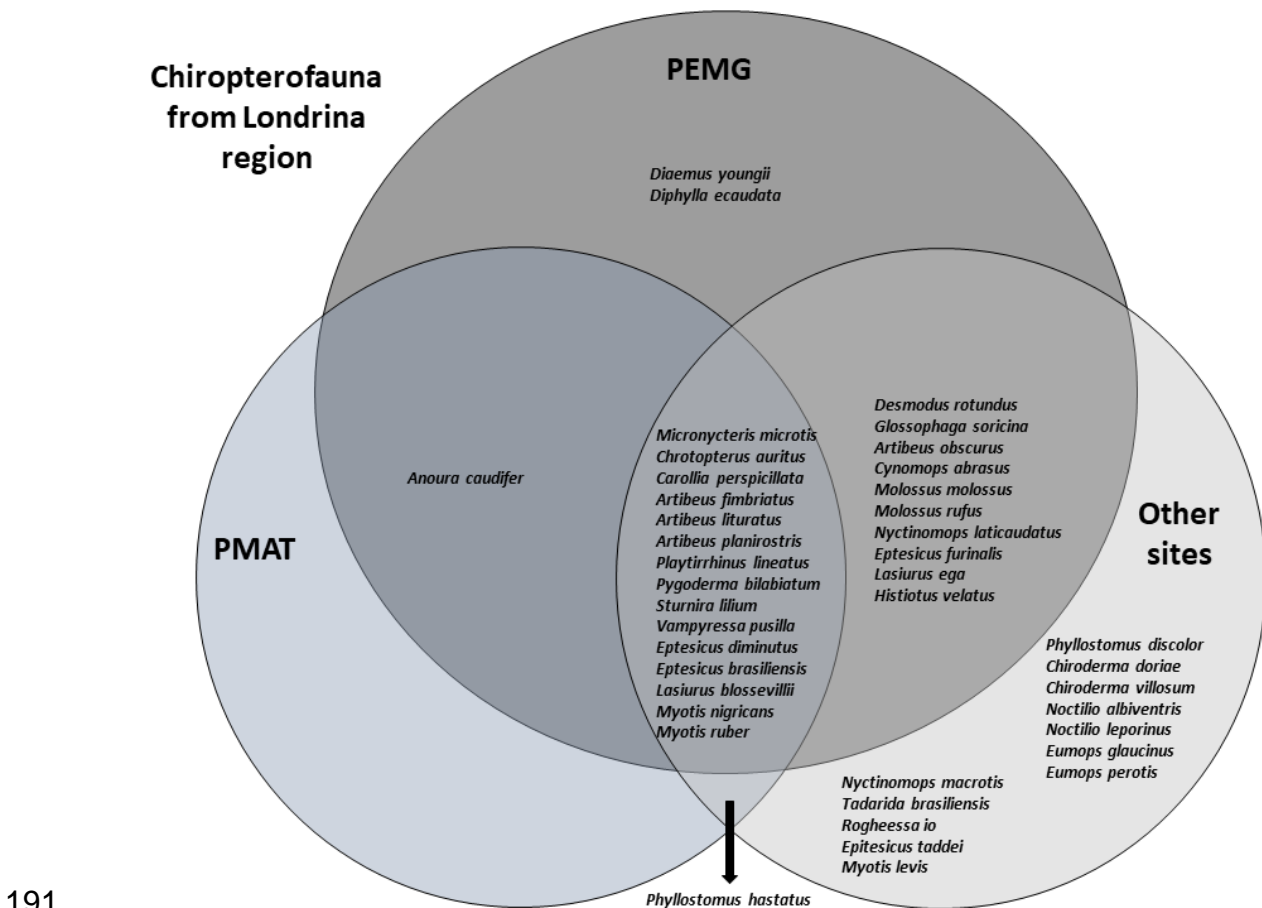 Chiropterofauna
from Londrina
region
PEMG
Diaemus youngii
Diphylla ecaudata
Anoura caudifer
PMAT
Micronycteris microtis
Chrotopterus auritus
Carollia perspicillata
Artibeus fimbriatus
Artibeus lituratus
Artibeus planirostris
Playtirrhinus lineatus
Pygoderma bilabiatum
Sturnira lilium
Vampyressa pusilla
Eptesicus diminutus
Eptesicus brasiliensis
Lasiurus blossevillii
Myotis nigricans
Myotis ruber
Desmodus rotundus
Glossophaga soricina
Artibeus obscurus
Cynomops abrasus
Molossus molossus
Molossus rufus
Nyctinomops laticaudatus
Eptesicus furinalis
Lasiurus ega
Histiotus velatus
Other
sites
Phyllostomus discolor
Chiroderma doriae
Chiroderma villosum
Noctilio albiventris
Noctilio leporinus
Eumops glaucinus
Eumops perotis
Nyctinomops macrotis
Tadarida brasiliensis
Rogheessa io
Epitesicus taddei
Myotis levis
Phyllostomus hastatus
191